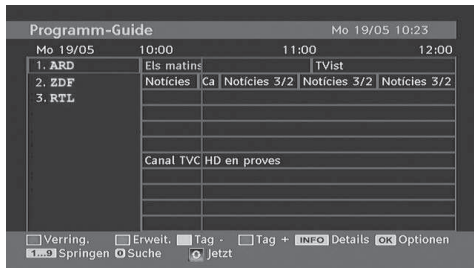 Programm-Guide Mo 19/05 10:23
Mo 19/05 10:00 11:00 12:00
1. ARD Els matins TVist
2. ZDF Notícies Ca Notícies 3/2 Notícies 3/2 Notícies 3/2
3. RTL
Canal TVC HD en proves
Verring. Erweit. Tag - Tag + INFO Details OK Optionen
1...9 Springen 0 Suche Jetzt